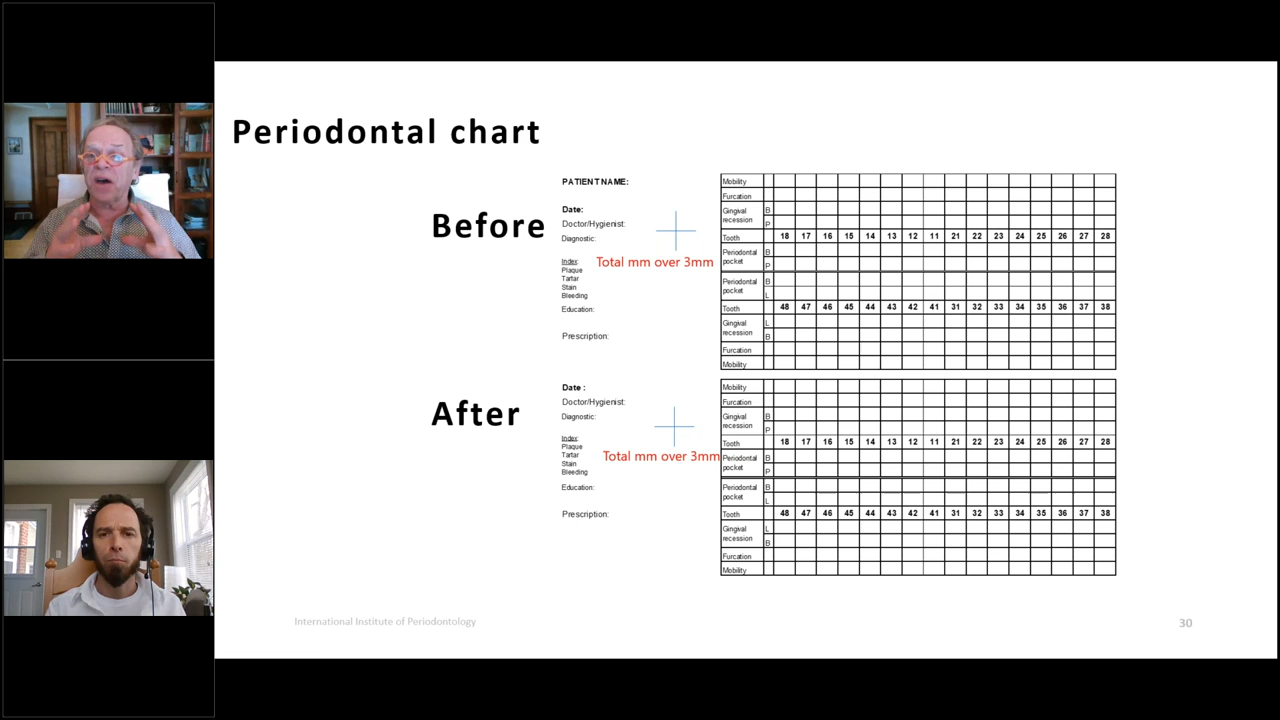 Periodontal chart
Before
PATIENT NAME:
Date:
Doctor/Hygienist:
Diagnostic:
Total mm over 3mm
Index:
Plaque
Tartar
Stain
Bleeding
Education:
Prescription:
Mobility
Furcation
Gingival recession B
P
Tooth 18 17 16 15 14 13 12 11 21 22 23 24 25 26 27 28
Periodontal pocket B
P
Periodontal pocket B
L
Tooth 48 47 46 45 44 43 42 41 31 32 33 34 35 36 37 38
Gingival recession L
B
Furcation
Mobility
After
Date :
Doctor/Hygienist:
Diagnostic:
Index:
Plaque
Tartar
Stain
Bleeding
Total mm over 3mm
Education:
Prescription:
Mobility
Furcation
Gingival recession B
P
Tooth 18 17 16 15 14 13 12 11 21 22 23 24 25 26 27 28
Periodontal pocket B
P
Periodontal pocket B
L
Tooth 48 47 46 45 44 43 42 41 31 32 33 34 35 36 37 38
Gingival recession L
B
Furcation
Mobility
International Institute of Periodontology
30